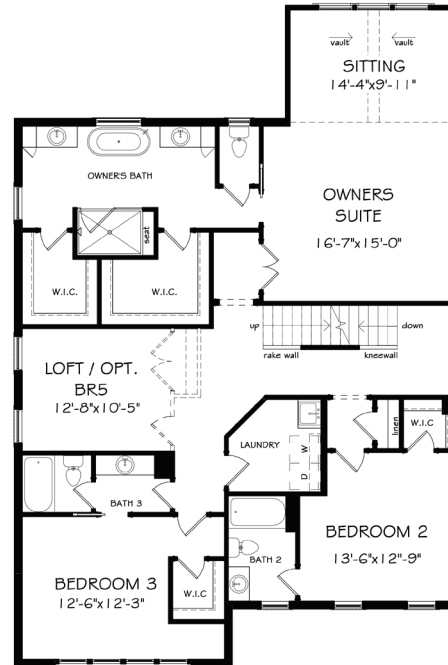 vault
vault
SITTING
14'-4"x9'-11"
OWNER'S BATH
OWNERS
SUITE
16'-7"x15'-0"
seat
W.I.C.
W.I.C.
up
down
rake wall
kneewall
LOFT / OPT.
BR5
12'-8"x10'-5"
linen
W.I.C
LAUNDRY
W
D
BATH 3
BEDROOM 2
13'-6"x12'-9"
BATH 2
BEDROOM 3
12'-6"x12'-3"
W.I.C